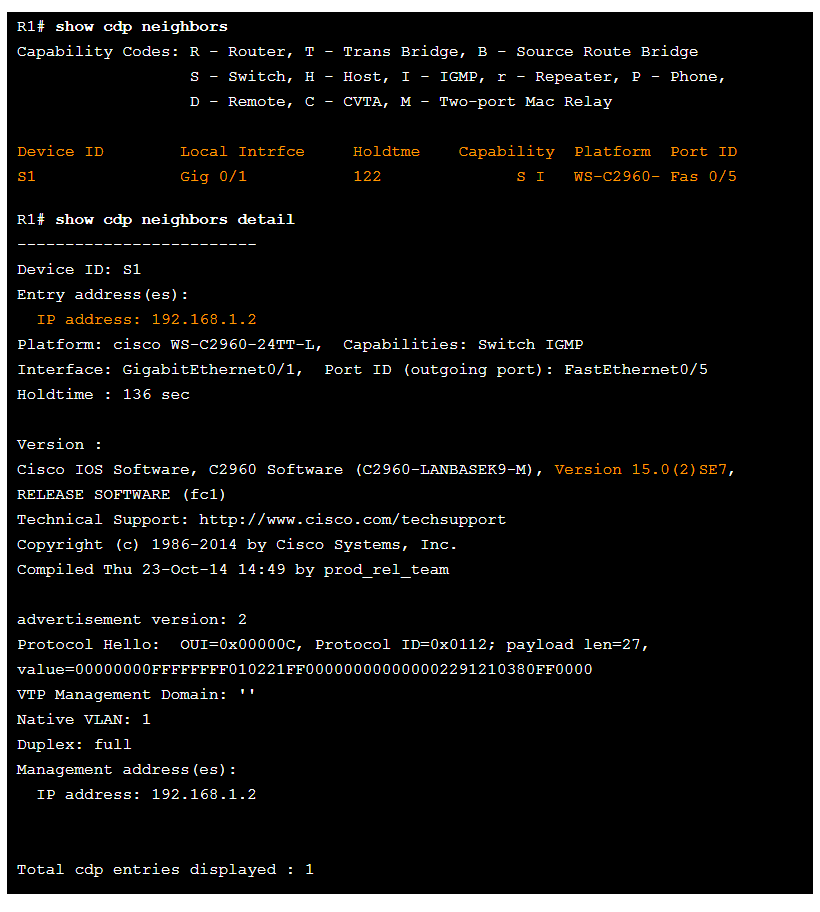 R1# show cdp neighbors
Capability Codes: R - Router, T - Trans Bridge, B - Source Route Bridge
S - Switch, H - Host, I - IGMP, r - Repeater, P - Phone,
D - Remote, C - CVTA, M - Two-port Mac Relay
Device ID Local Intrfce Holdtme Capability Platform Port ID
S1 Gig 0/1 122 S I WS-C2960- Fas 0/5
R1# show cdp neighbors detail
-------------------------
Device ID: S1
Entry address(es):
IP address: 192.168.1.2
Platform: cisco WS-C2960-24TT-L, Capabilities: Switch IGMP
Interface: GigabitEthernet0/1, Port ID (outgoing port): FastEthernet0/5
Holdtime : 136 sec
Version :
Cisco IOS Software, C2960 Software (C2960-LANBASEK9-M), Version 15.0(2)SE7,
RELEASE SOFTWARE (fc1)
Technical Support: http://www.cisco.com/techsupport
Copyright (c) 1986-2014 by Cisco Systems, Inc.
Compiled Thu 23-Oct-14 14:49 by prod_rel_team
advertisement version: 2
Protocol Hello: OUI=0x00000C, Protocol ID=0x0112; payload len=27,
value=00000000FFFFFFFF010221FF000000000000002291210380FF0000
VTP Management Domain: ''
Native VLAN: 1
Duplex: full
Management address(es):
IP address: 192.168.1.2
Total cdp entries displayed : 1